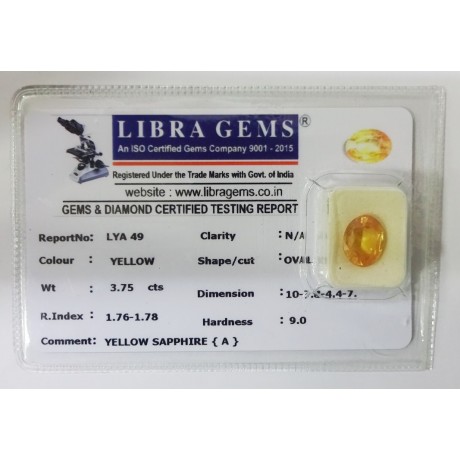 LIBRA GEMS ®
An ISO Certified Gems Company 9001 - 2015
Registered Under the Trade Marks with Govt. of India
website : www.libragems.co.in
GEMS & DIAMOND CERTIFIED TESTING REPORT
ReportNo: LYA 49 Clarity : N/A
Colour : YELLOW Shape/cut : OVAL
Wt : 3.75 cts Dimension
R.Index : 1.76-1.78 Hardness : 9.0
Comment: YELLOW SAPPHIRE { A }